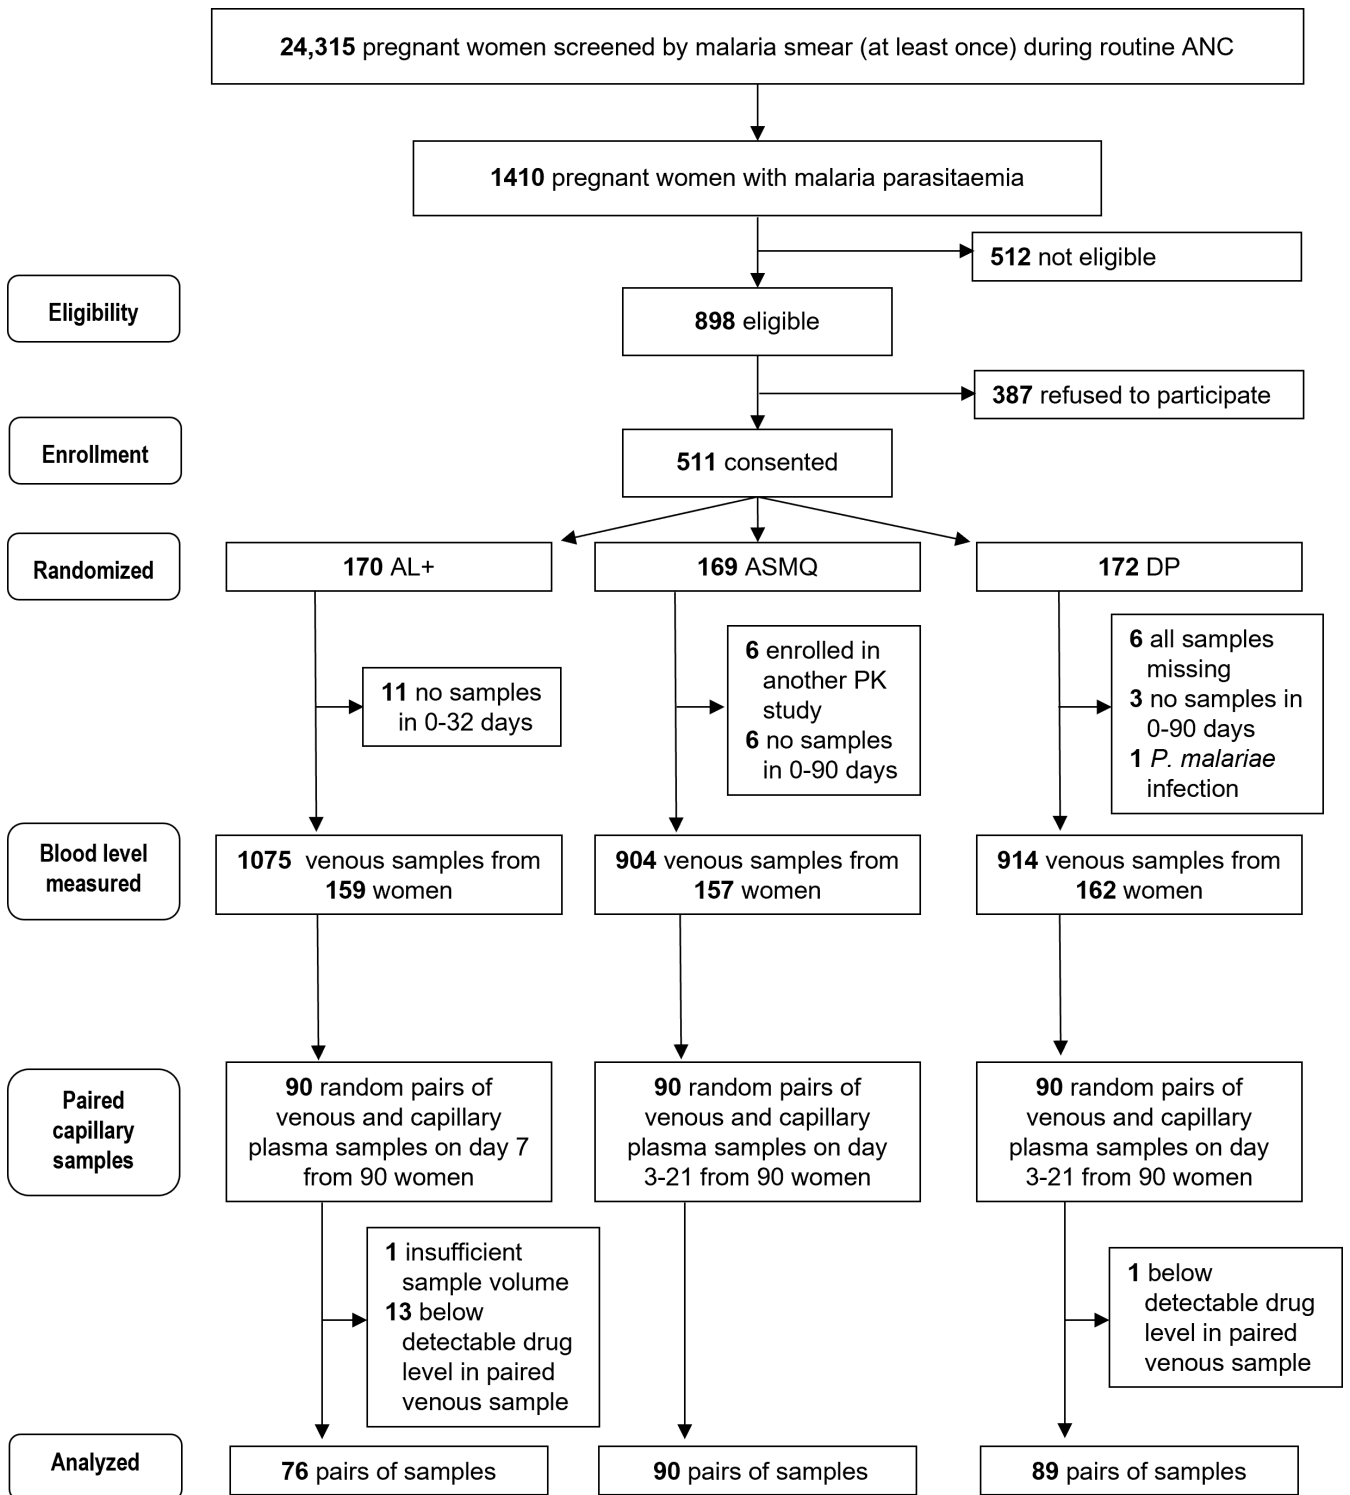 24,315 pregnant women screened by malaria smear (at least once) during routine ANC
1410 pregnant women with malaria parasitaemia
512 not eligible
Eligibility
898 eligible
387 refused to participate
Enrollment
511 consented
Randomized
170 AL+
169 ASMQ
172 DP
11 no samples
in 0-32 days
6 enrolled in
another PK
study
6 no samples
in 0-90 days
6 all samples
missing
3 no samples in
0-90 days
1 P. malariae
infection
Blood level
measured
1075 venous samples from
159 women
904 venous samples from
157 women
914 venous samples from
162 women
Paired
capillary
samples
90 random pairs of
venous and capillary
plasma samples on day 7
from 90 women
90 random pairs of
venous and capillary
plasma samples on day
3-21 from 90 women
90 random pairs of
venous and capillary
plasma samples on day
3-21 from 90 women
1 insufficient
sample volume
13 below
detectable drug
level in paired
venous sample
1 below
detectable drug
level in paired
venous sample
Analyzed
76 pairs of samples
90 pairs of samples
89 pairs of samples